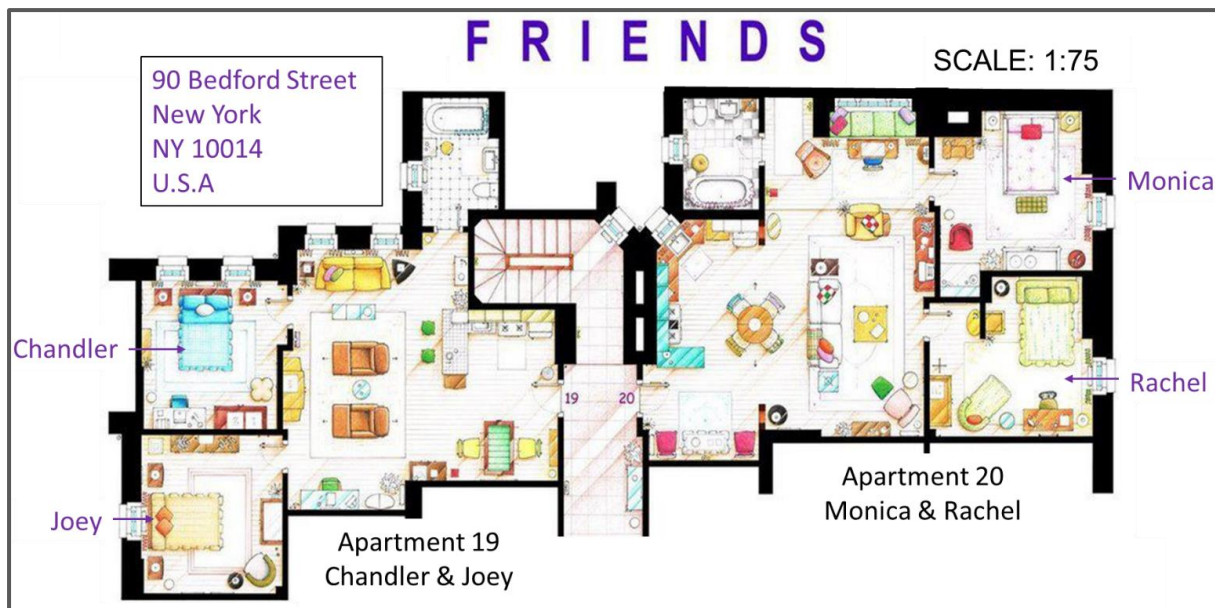 FRIENDS
SCALE: 1:75
90 Bedford Street
New York
NY 10014
U.S.A
Monica
Chandler
Rachel
19
20
Joey
Apartment 19
Chandler & Joey
Apartment 20
Monica & Rachel